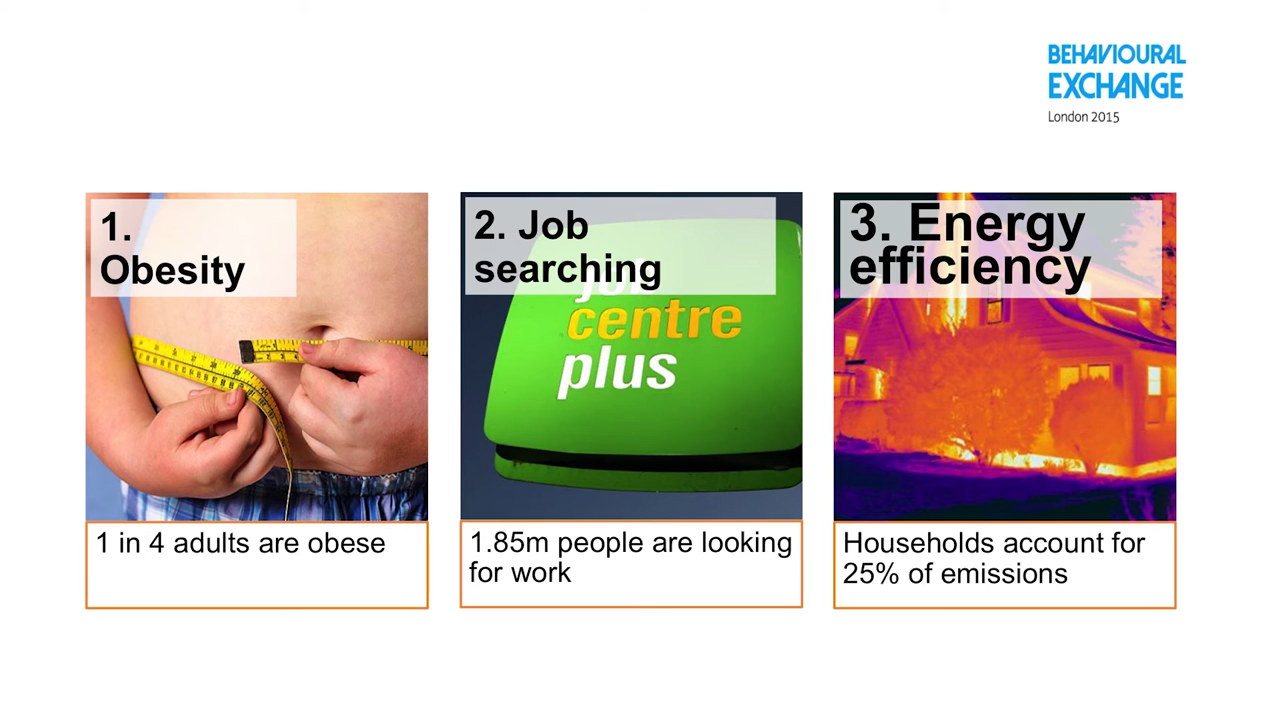 BEHAVIOURAL
EXCHANGE
London 2015
1.
Obesity
2. Job
searching
job
centre
plus
3. Energy
efficiency
1 in 4 adults are obese
1.85m people are looking
for work
Households account for
25% of emissions